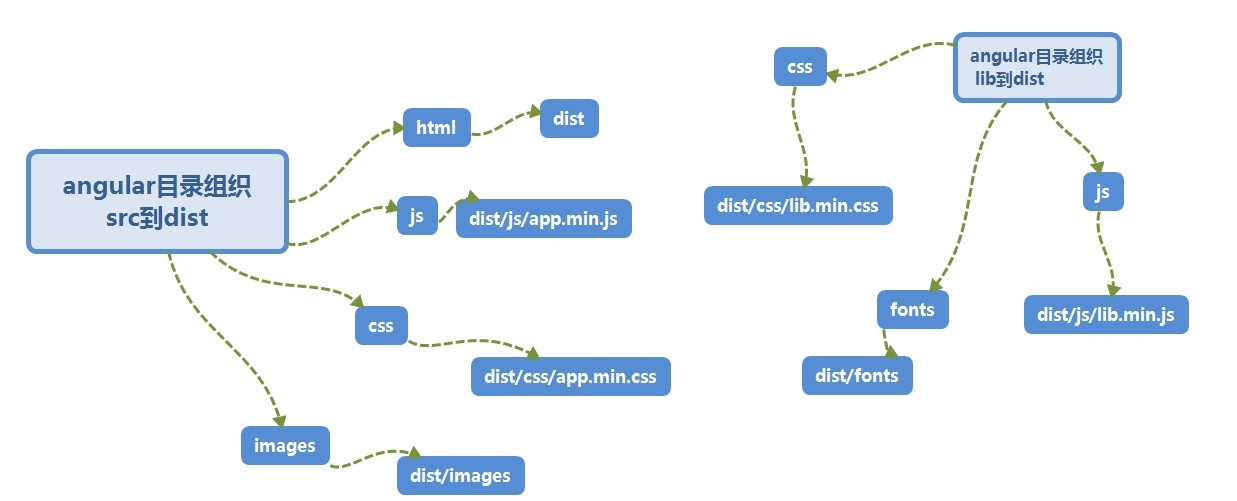 angular目录组织
src到dist
html
dist
js
dist/js/app.min.js
css
dist/css/app.min.css
images
dist/images
angular目录组织
lib到dist
css
dist/css/lib.min.css
js
dist/js/lib.min.js
fonts
dist/fonts